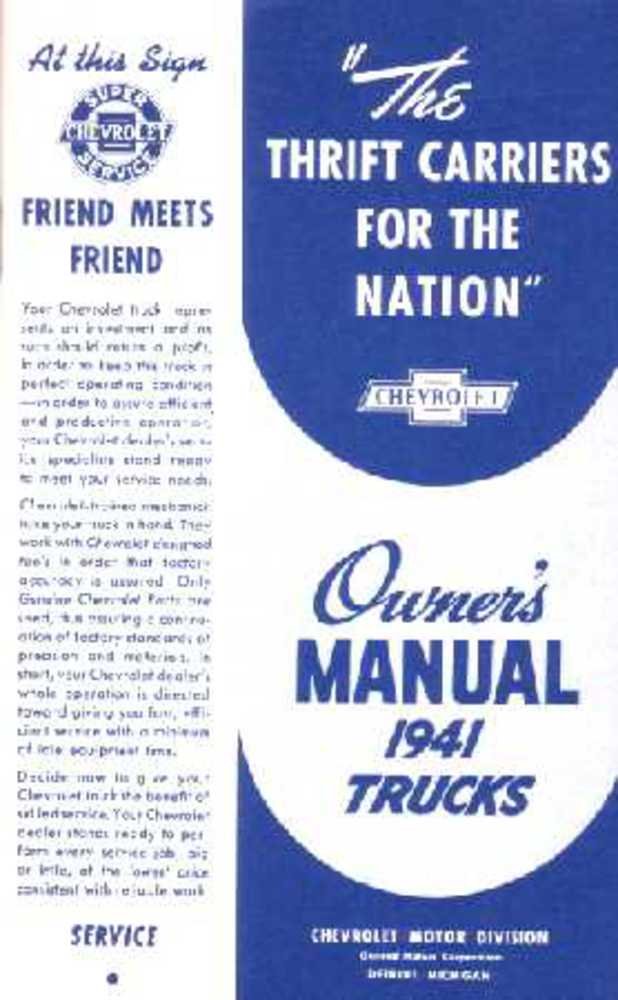 At this Sign
SUPER
CHEVROLET
SERVICE
FRIEND MEETS
FRIEND
Your Chevrolet truck repre-
sents an investment and as
such should return a profit.
In order to keep this truck in
perfect operating condition
—in order to assure efficient
and productive operation,
your Chevrolet dealer's serv-
ice specialists stand ready
to meet your service needs.
Chevrolet-trained mechanics
have your truck in hand. They
work with Chevrolet designed
tools in order that factory
accuracy is assured. Only
Genuine Chevrolet Parts are
used, thus assuring a continu-
ation of factory standards of
precision and materials. In
short, your Chevrolet dealer's
whole operation is directed
toward giving you fast, effi-
cient service with a minimum
of idle equipment time.
Decide now to give your
Chevrolet truck the benefit of
skilled service. Your Chevrolet
dealer stands ready to per-
form every service job, big
or little, at the lowest price
consistent with reliable work
SERVICE
"The
THRIFT CARRIERS
FOR THE
NATION"
CHEVROLET
Owner's
MANUAL
1941
TRUCKS
CHEVROLET MOTOR DIVISION
General Motors Corporation
DETROIT MICHIGAN